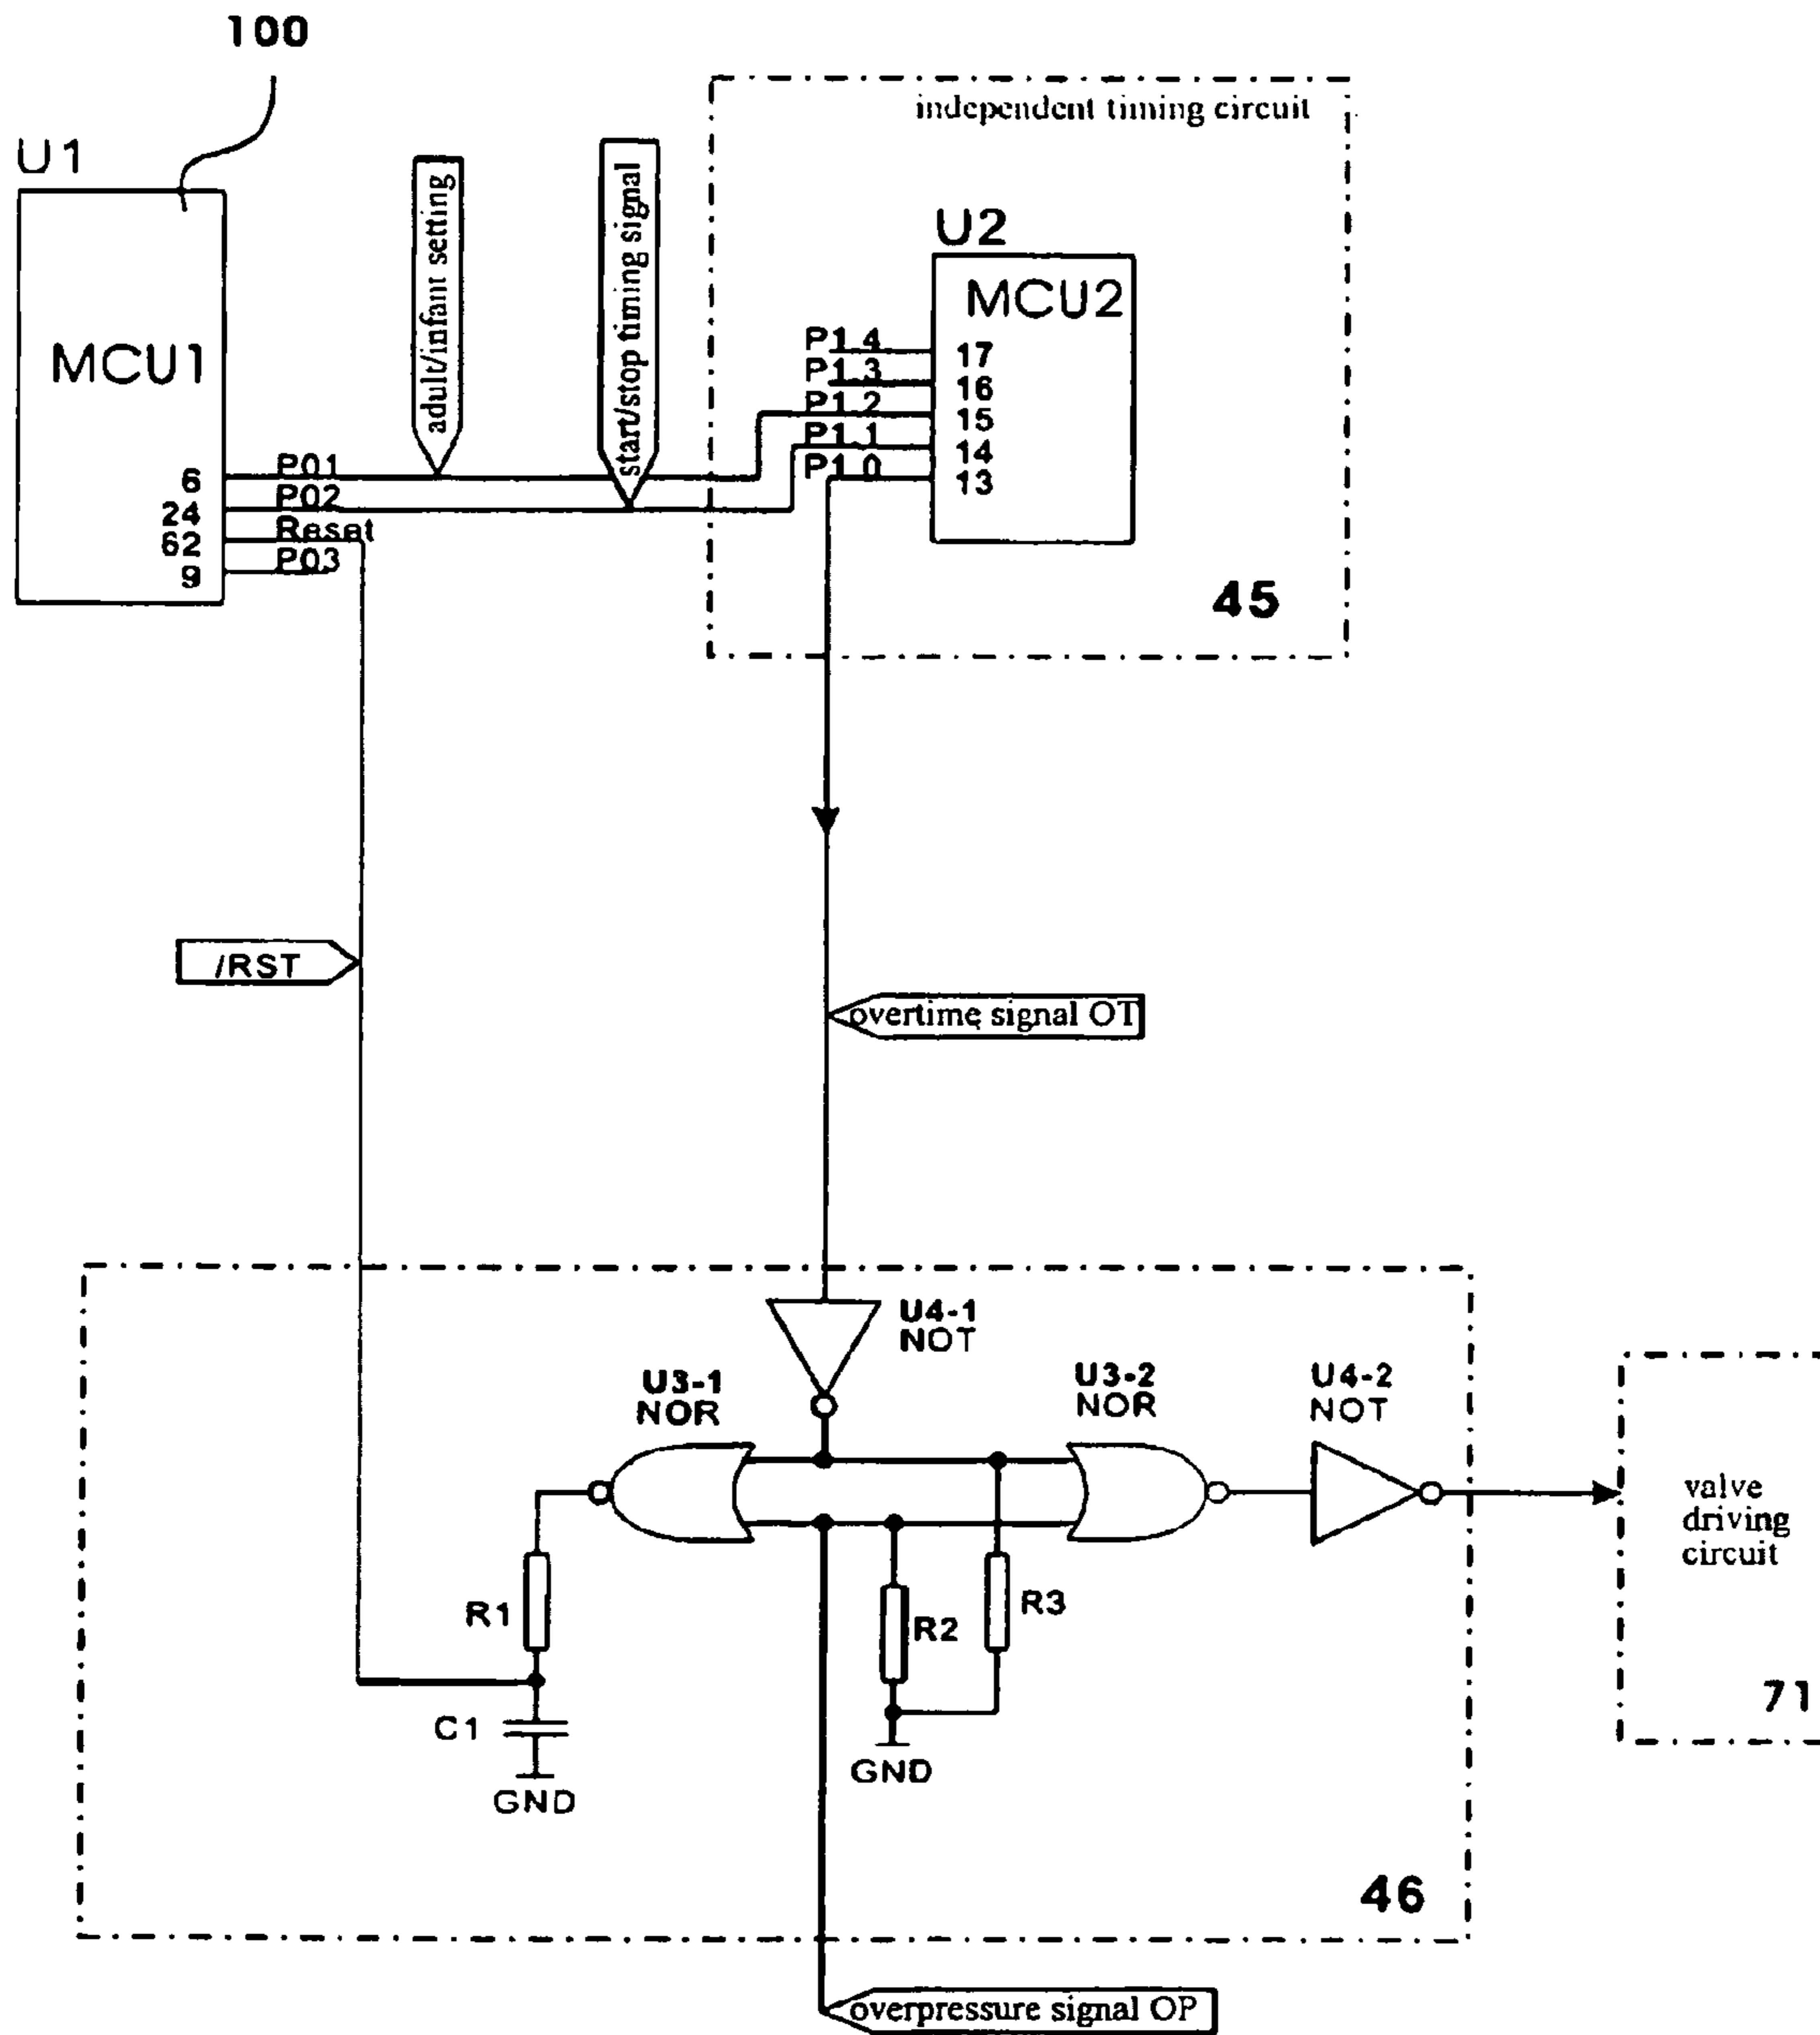 100
independent timing circuit
U1
adult/infant setting
start/stop timing signal
U2
MCU2
MCU1
P1.4
17
P1.3
16
P1.2
15
P1.1
14
P1.0
13
6
P01
24
P02
62
Reset
9
P03
45
/RST
overtime signal OT
U4-1
NOT
U3-1
NOR
U3-2
NOR
U4-2
NOT
valve
driving
circuit
R1
R2
R3
C1
GND
GND
71
46
overpressure signal OP